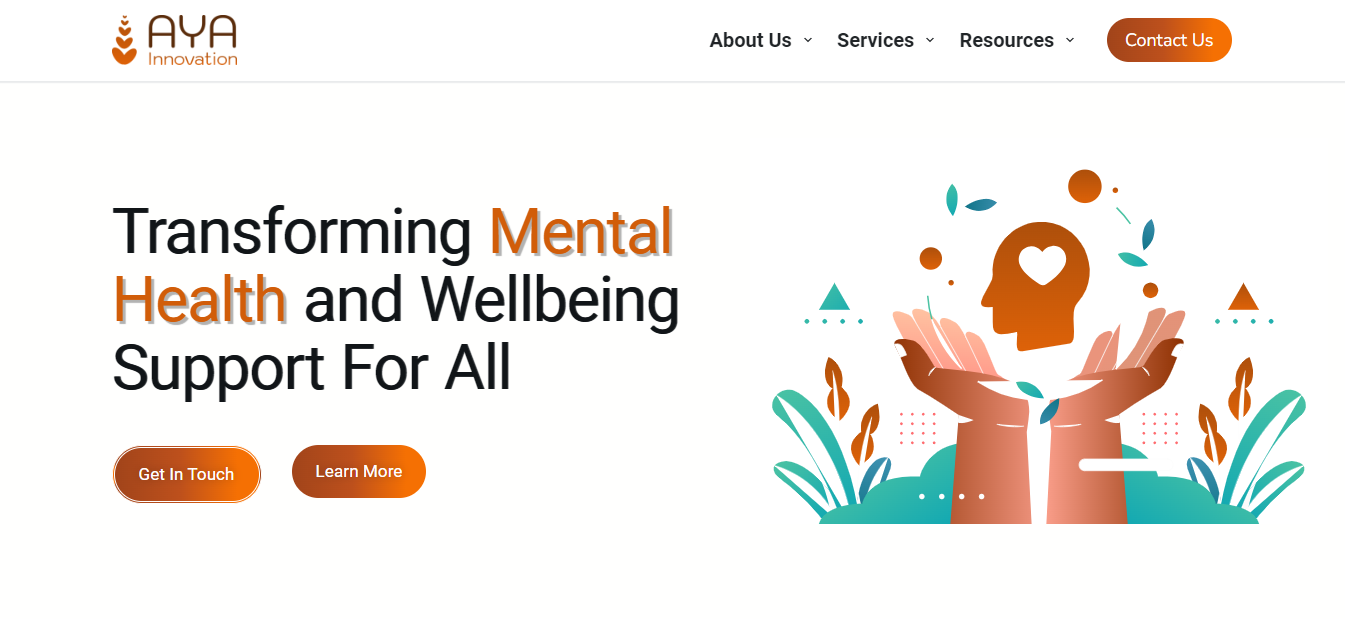 AYA
Innovation
About Us
Services
Resources
Contact Us
Transforming Mental
Health and Wellbeing
Support For All
Get In Touch
Learn More